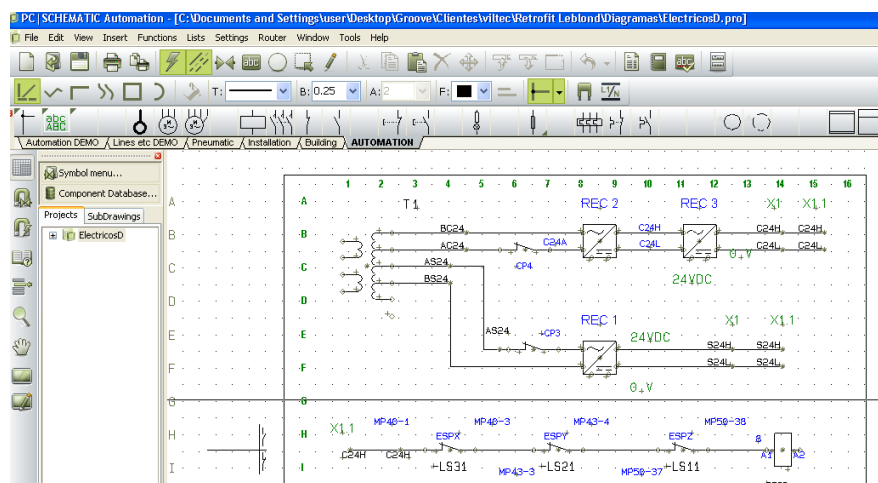 PC|SCHEMATIC Automation - [C:\Documents and Settings\user\Desktop\Groove\Clientes\viltec\Retrofit Leblond\Diagramas\ElectricosD.pro]
File Edit View Insert Functions Lists Settings Router Window Tools Help
T: B: 0.25 A: 2 F:
abc ABC
Automation DEMO / Lines etc DEMO / Pneumatic / Installation / Building / AUTOMATION
Symbol menu...
Component Database...
Projects SubDrawings
ElectricosD
1 2 3 4 5 6 7 8 9 10 11 12 13 14 15 16
A A T1 REC 2 REC 3 X1 X1.1
B B BC24 C24H C24H C24H
AC24 C24A C24L C24L C24L
0 V
C C AS24 CP4
BS24 24VDC
D D
REC 1 X1 X1.1
E E AS24 CP3 24VDC
S24H S24H
F F S24L S24L
0 V
G G
MP40-1 MP40-3 MP43-4 MP50-38
H H X1.1 ESPX ESPY ESPZ
C24H C24H A1 A2
I I LS31 MP43-3 LS21 MP50-37 LS11